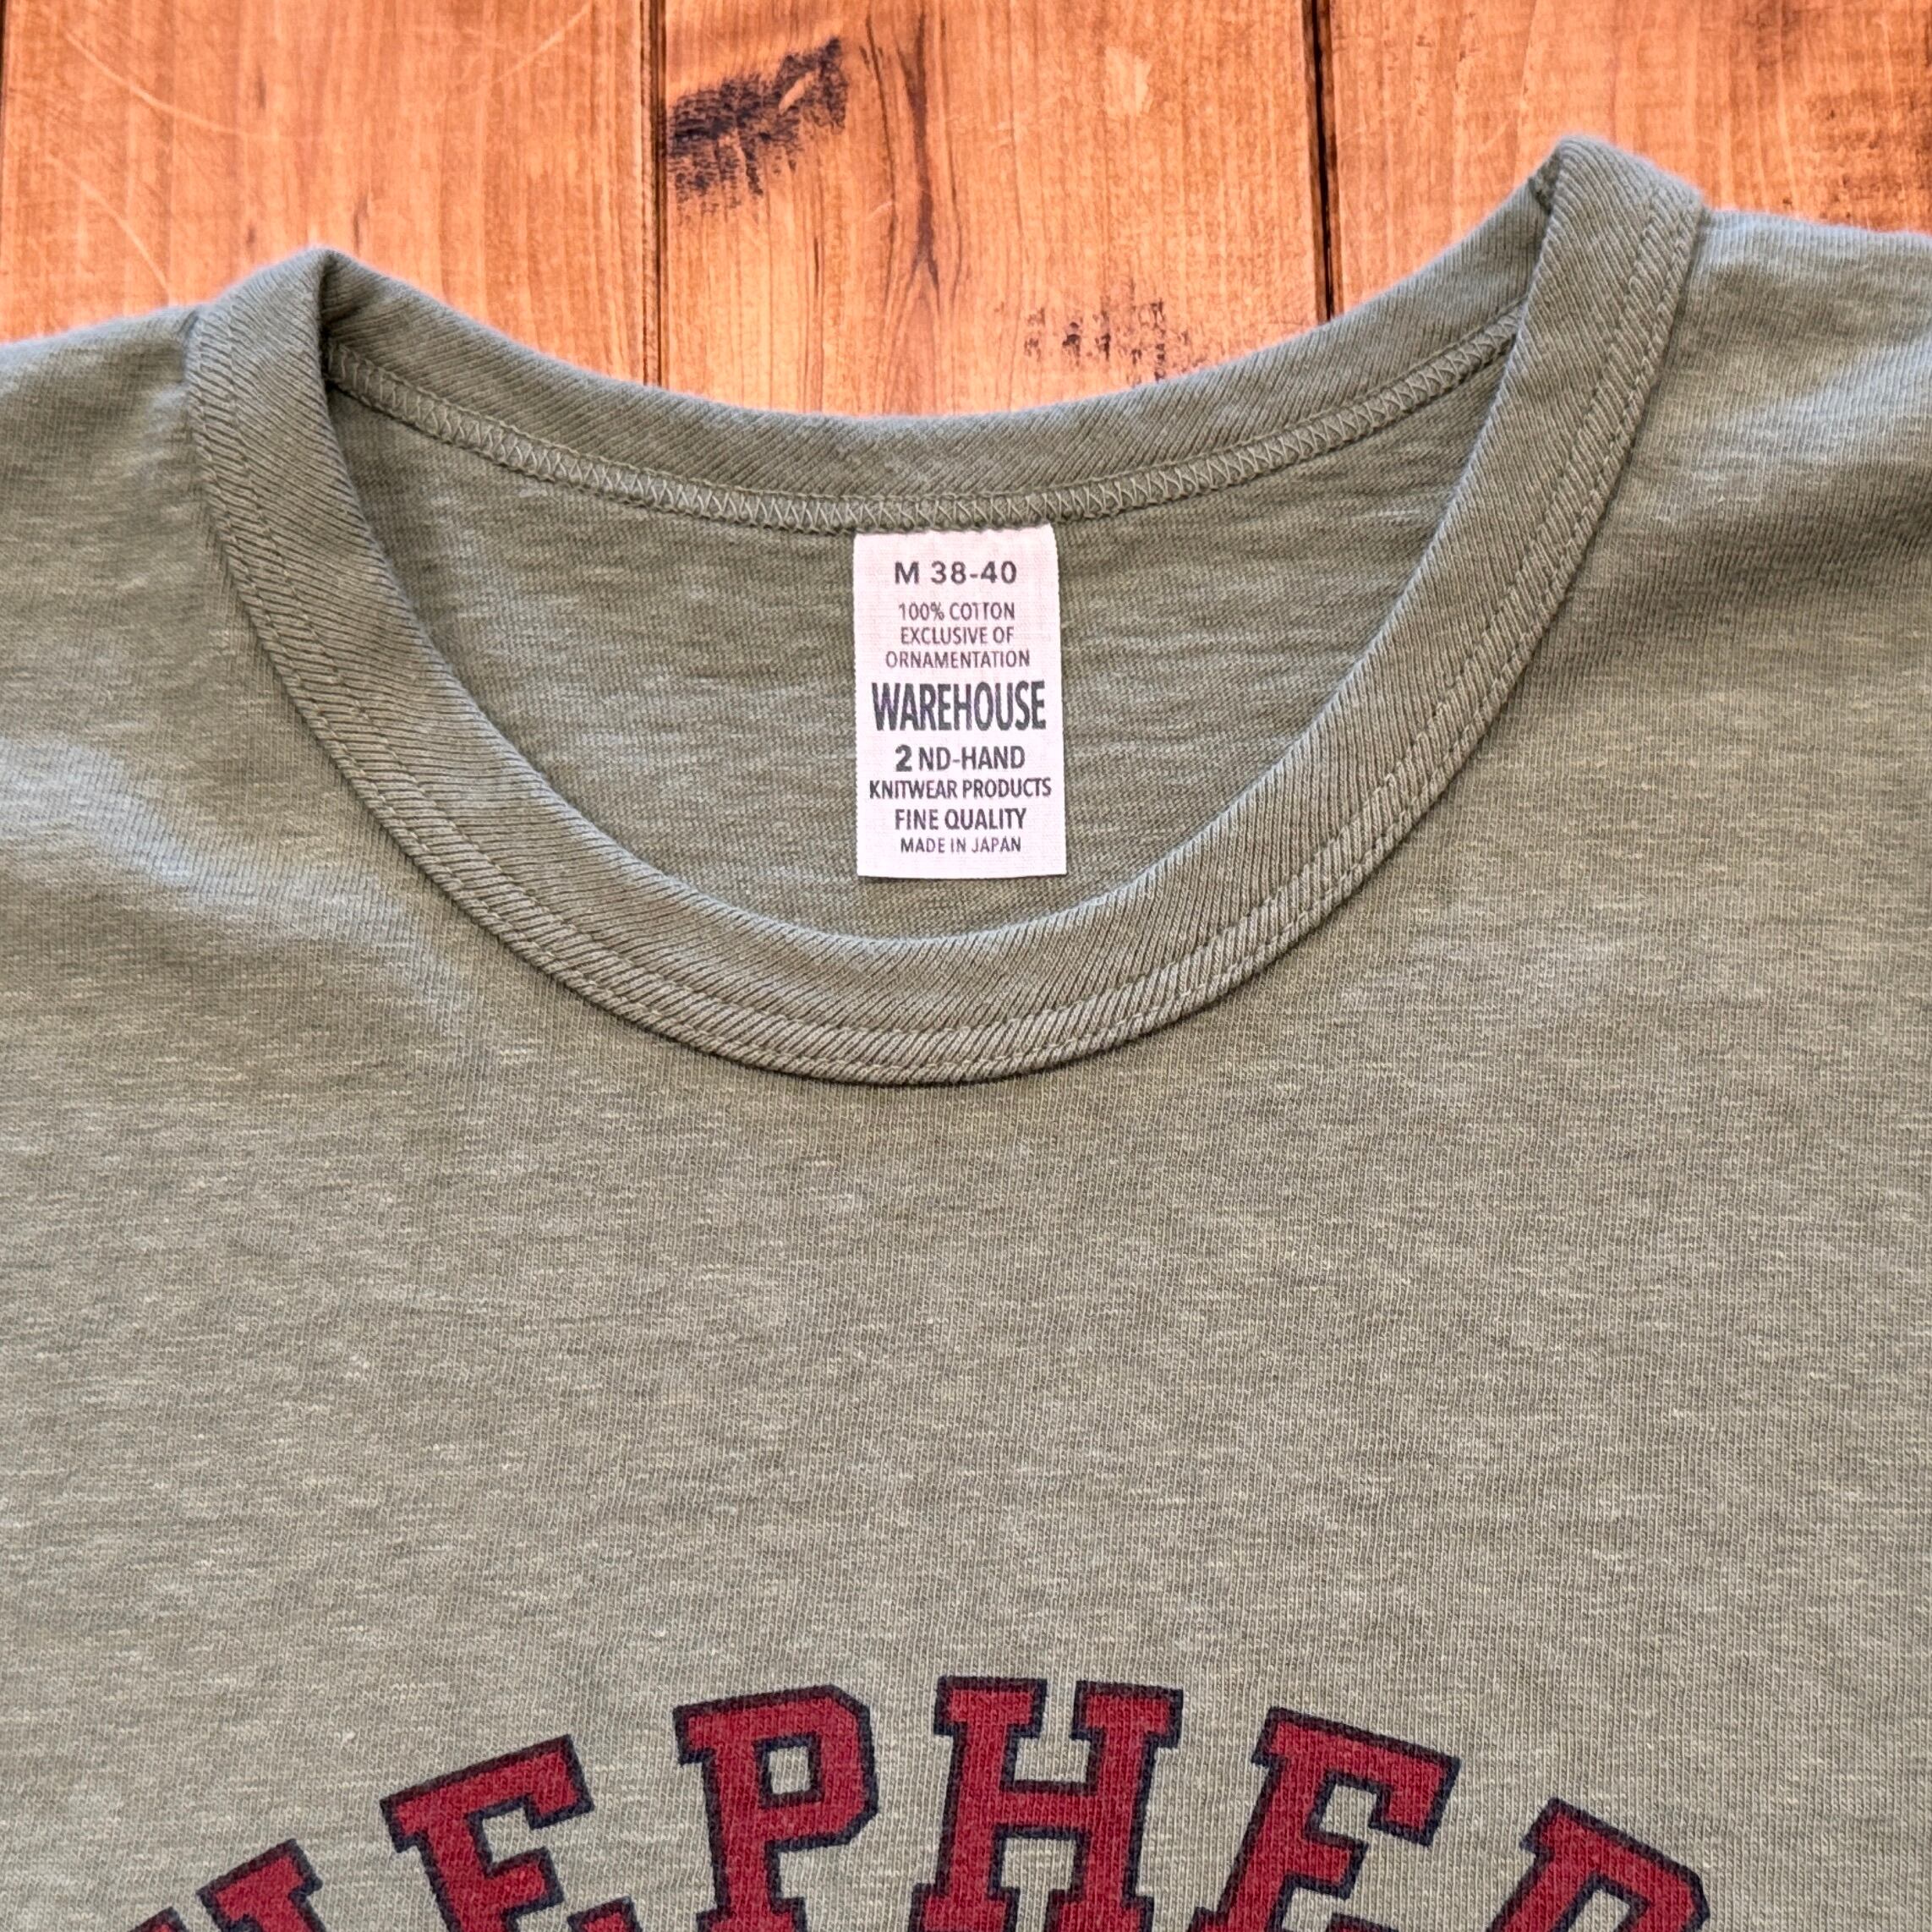 M 38-40
100% COTTON
EXCLUSIVE OF
ORNAMENTATION
WAREHOUSE
2 ND-HAND
KNITWEAR PRODUCTS
FINE QUALITY
MADE IN JAPAN